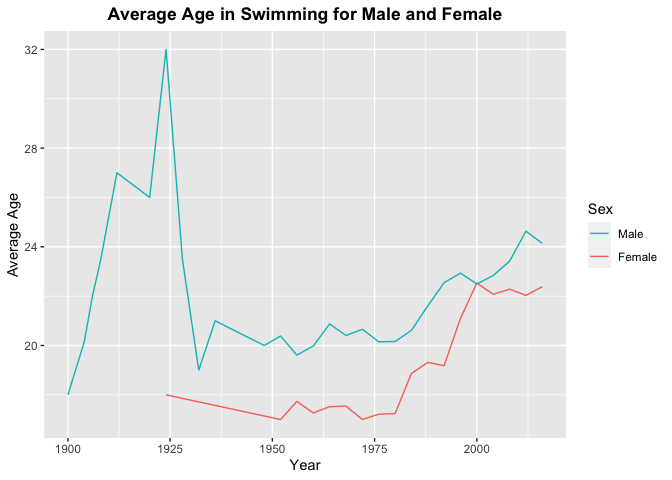 Average Age in Swimming for Male and Female
Average Age
32
28
24
20
1900 1925 1950 1975 2000
Year
Sex
Male
Female